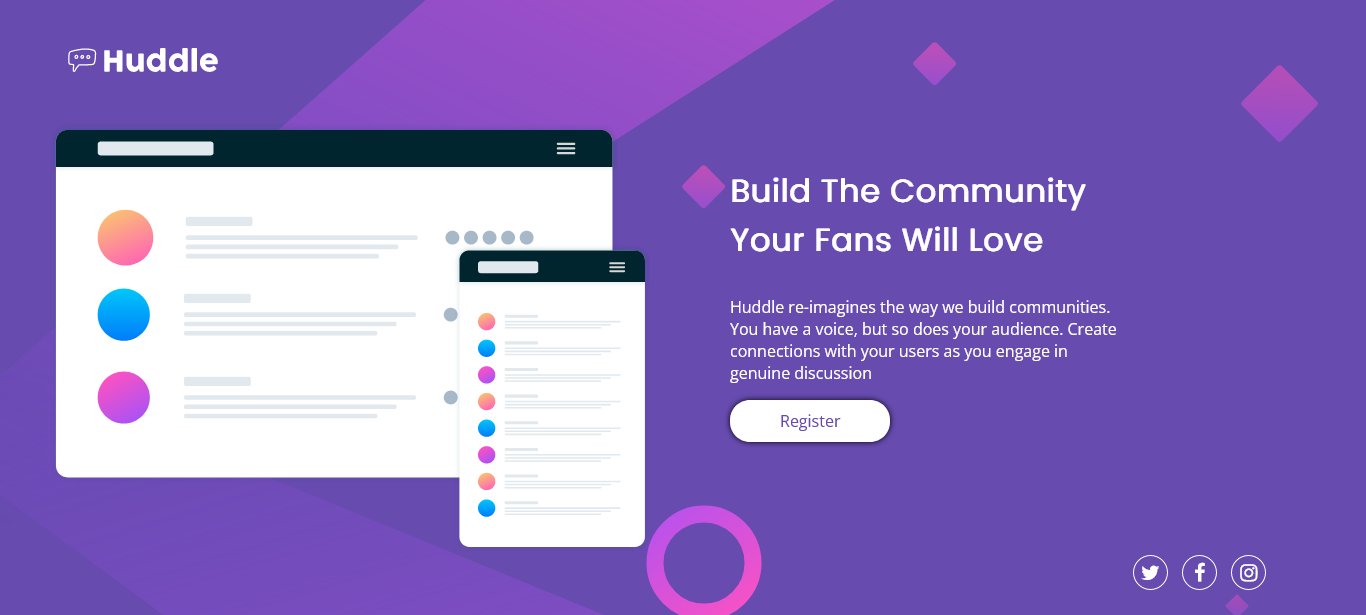 Huddle
Build The Community
Your Fans Will Love
Huddle re-imagines the way we build communities.
You have a voice, but so does your audience. Create
connections with your users as you engage in
genuine discussion
Register